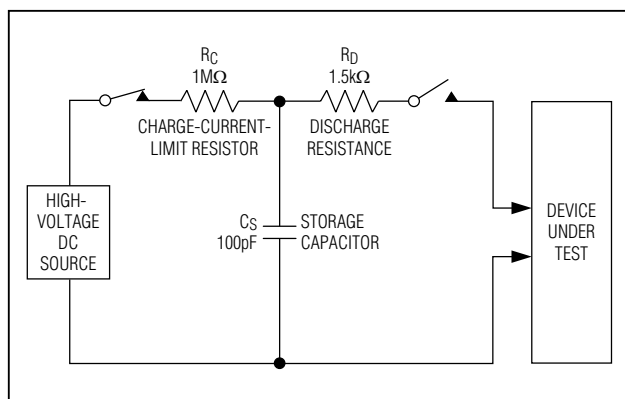 RC
1MΩ
CHARGE-CURRENT-
LIMIT RESISTOR
RD
1.5kΩ
DISCHARGE
RESISTANCE
HIGH-
VOLTAGE
DC
SOURCE
CS
100pF
STORAGE
CAPACITOR
DEVICE
UNDER
TEST